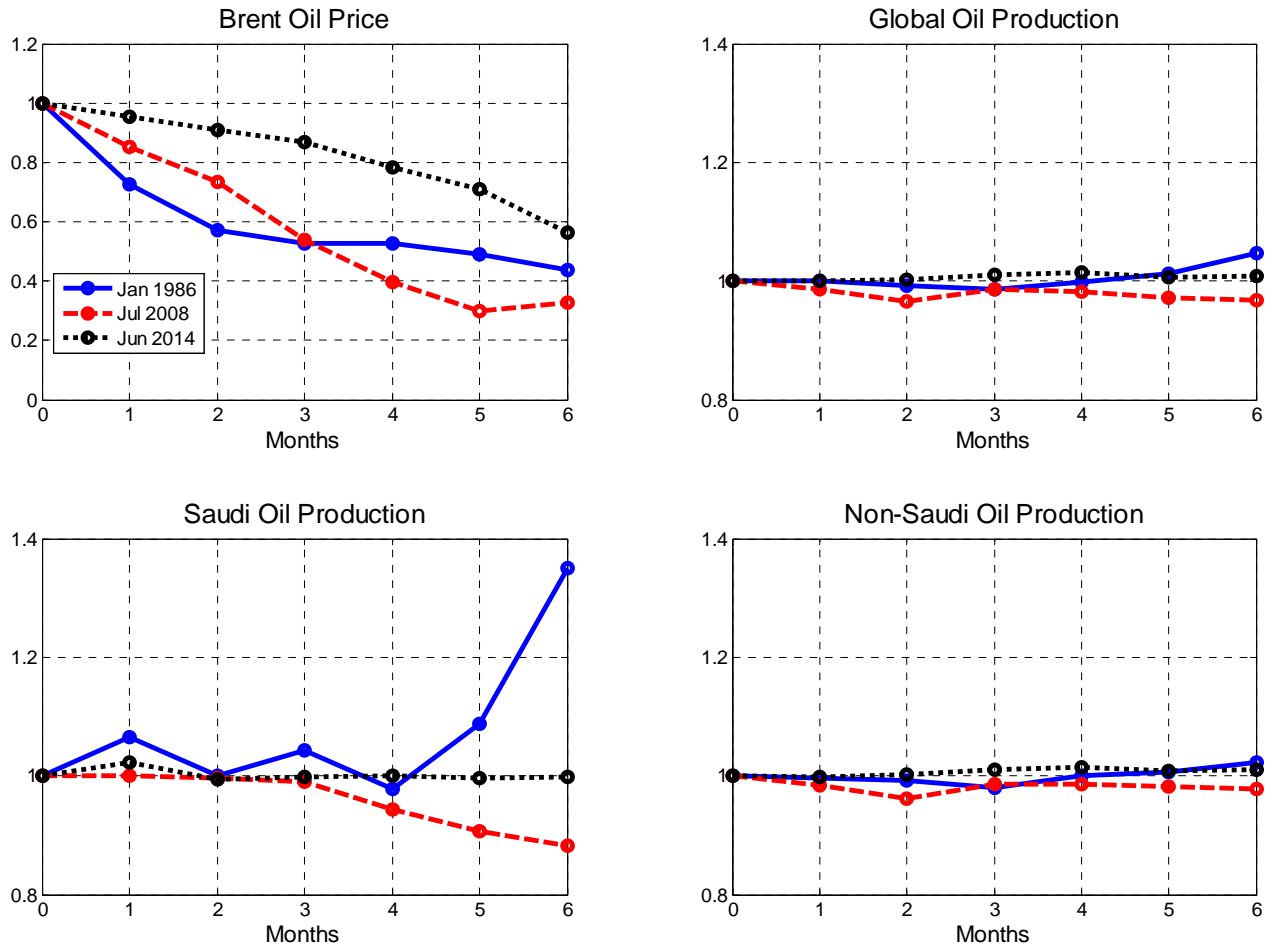 Brent Oil Price
1.2
1
0.8
0.6
0.4
0.2
0
Jan 1986
Jul 2008
Jun 2014
0 1 2 3 4 5 6
Months
Global Oil Production
1.4
1.2
1
0.8
0 1 2 3 4 5 6
Months
Saudi Oil Production
1.4
1.2
1
0.8
0 1 2 3 4 5 6
Months
Non-Saudi Oil Production
1.4
1.2
1
0.8
0 1 2 3 4 5 6
Months